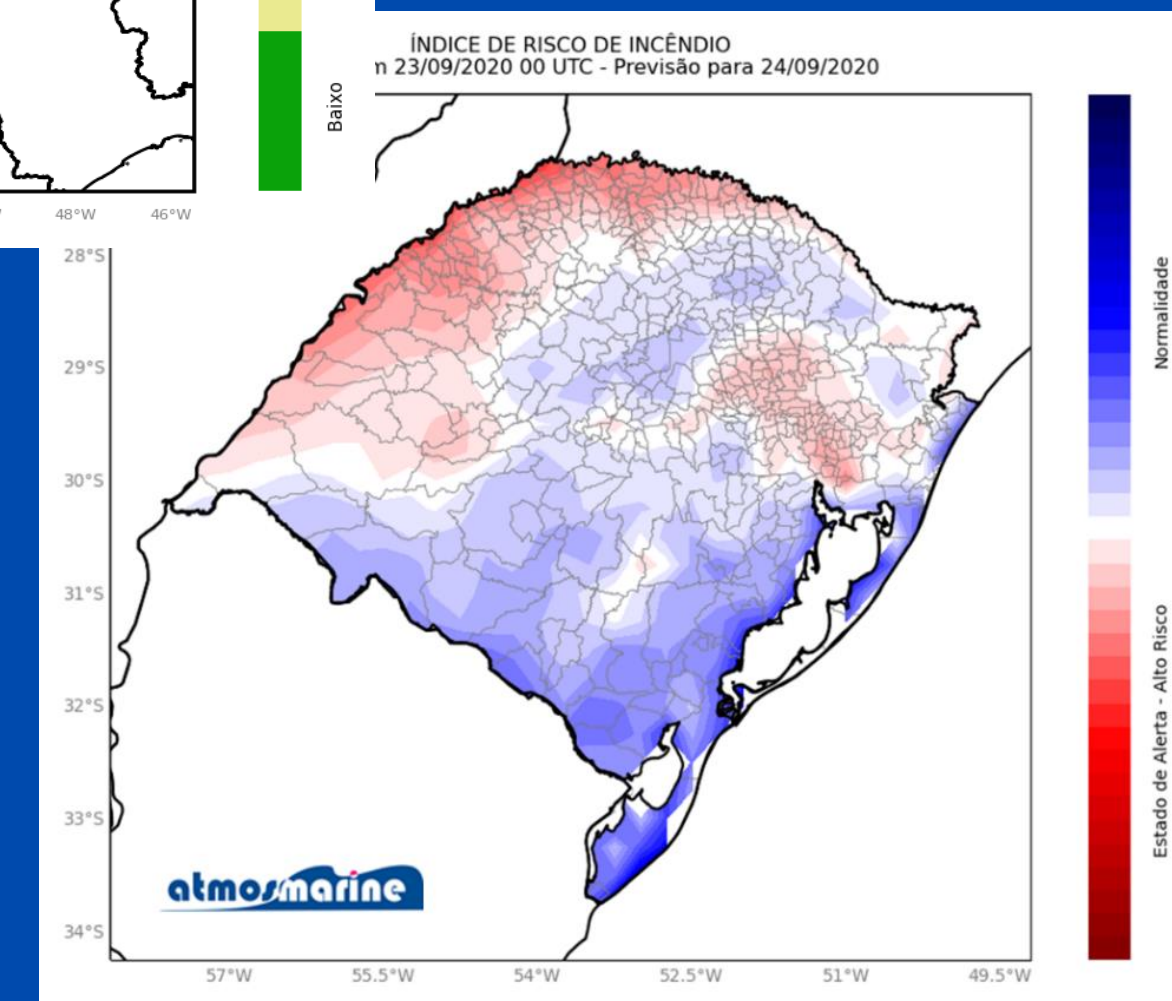 Baixo
48°W
46°W
ÍNDICE DE RISCO DE INCÊNDIO
23/09/2020 00 UTC - Previsão para 24/09/2020
28°S
29°S
30°S
31°S
32°S
33°S
34°S
Normalidade
Estado de Alerta - Alto Risco
atmosmarine
57°W
55.5°W
54°W
52.5°W
51°W
49.5°W